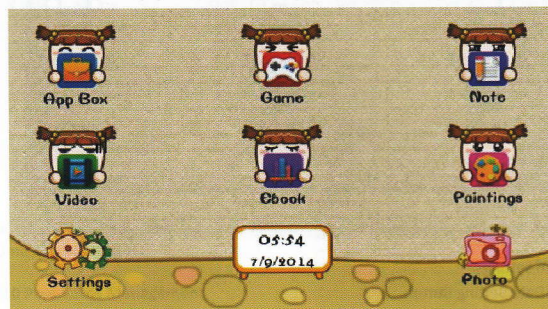 App Box
Game
Note
Video
Ebook
Paintings
05:54
7/9/2014
Settings
Photo